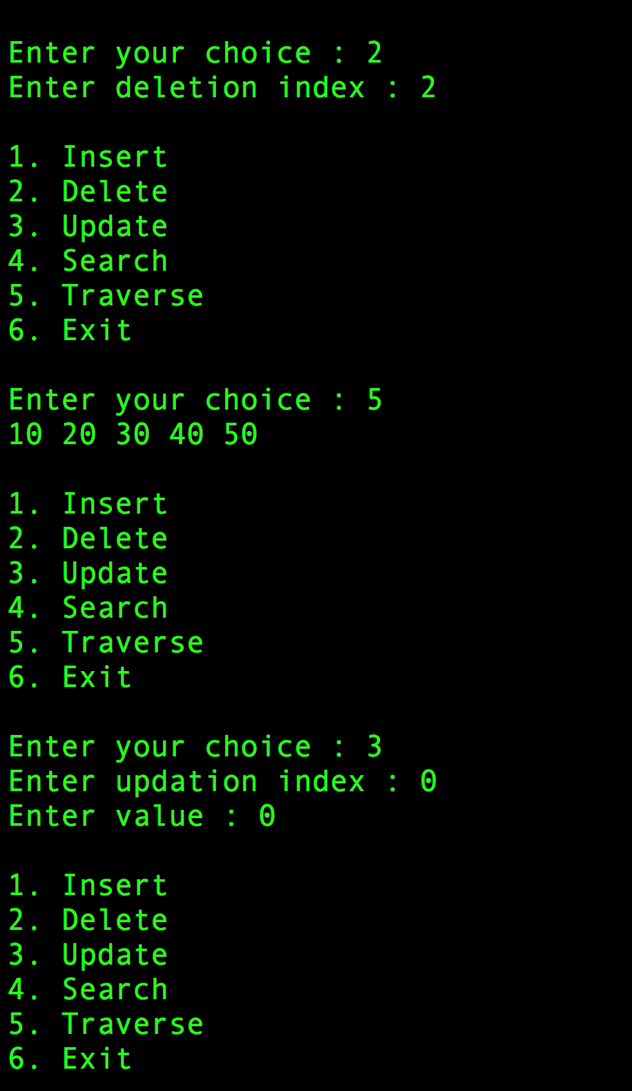 Enter your choice : 2
Enter deletion index : 2
1. Insert
2. Delete
3. Update
4. Search
5. Traverse
6. Exit
Enter your choice : 5
10 20 30 40 50
1. Insert
2. Delete
3. Update
4. Search
5. Traverse
6. Exit
Enter your choice : 3
Enter updation index : 0
Enter value : 0
1. Insert
2. Delete
3. Update
4. Search
5. Traverse
6. Exit